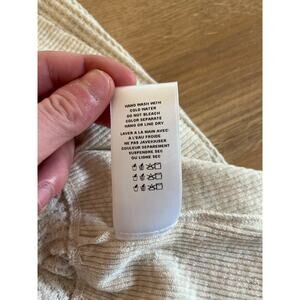 HAND WASH WITH
COLD WATER
DO NOT BLEACH
COLOR SEPARATE
HANG OR LINE DRY
LAVER A LA MAIN AVEC:
A L'EAU FROIDE
NE PAS JAVEKISER
COULEUR SEPAREMENT
SUSPENDRE SEC
OU LIGNE SEC